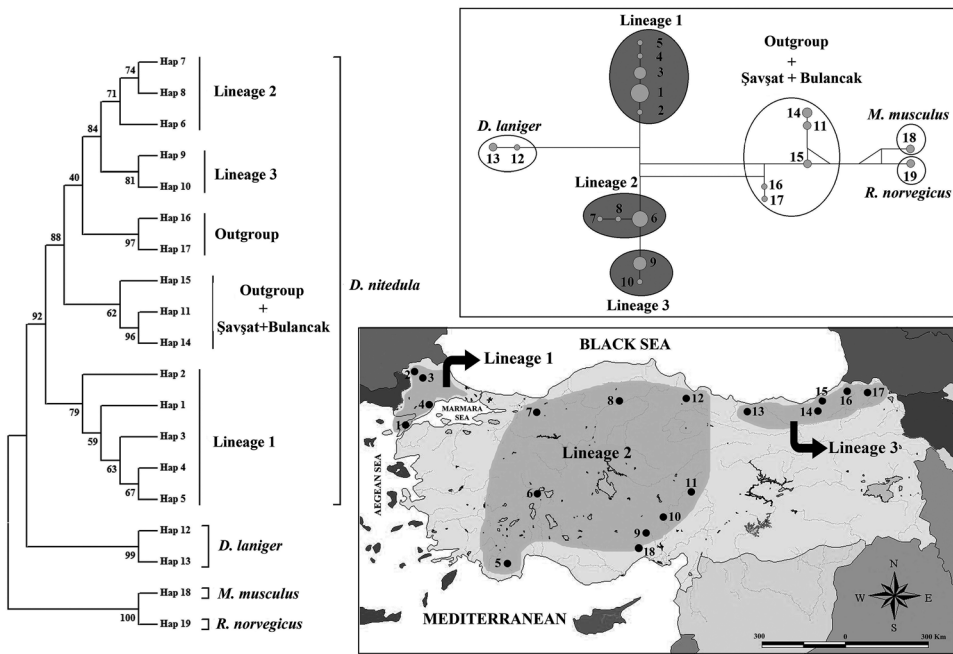 74
71
84
81
40
97
88
62
96
92
79
59
63
67
99
100
Hap 7
Hap 8
Hap 6
Hap 9
Hap 10
Hap 16
Hap 17
Hap 15
Hap 11
Hap 14
Hap 2
Hap 1
Hap 3
Hap 4
Hap 5
Hap 12
Hap 13
Hap 18
Hap 19
Lineage 2
Lineage 3
Outgroup
Outgroup
+
Şavşat+Bulancak
Lineage 1
D. nitedula
D. laniger
M. musculus
R. norvegicus
Lineage 1
5
4
3
1
2
Outgroup
+
Şavşat + Bulancak
D. laniger
13 12
14
11
15
16
17
M. musculus
18
19
R. norvegicus
Lineage 2
7 8 6
9
10
Lineage 3
BLACK SEA
Lineage 1
2 3
4
1
MARMARA
SEA
AEGEAN SEA
7 8 12
Lineage 2
6
11
10
9
18
5
13 14 15 16 17
Lineage 3
MEDITERRANEAN
N
W E
S
300 0 300 Km